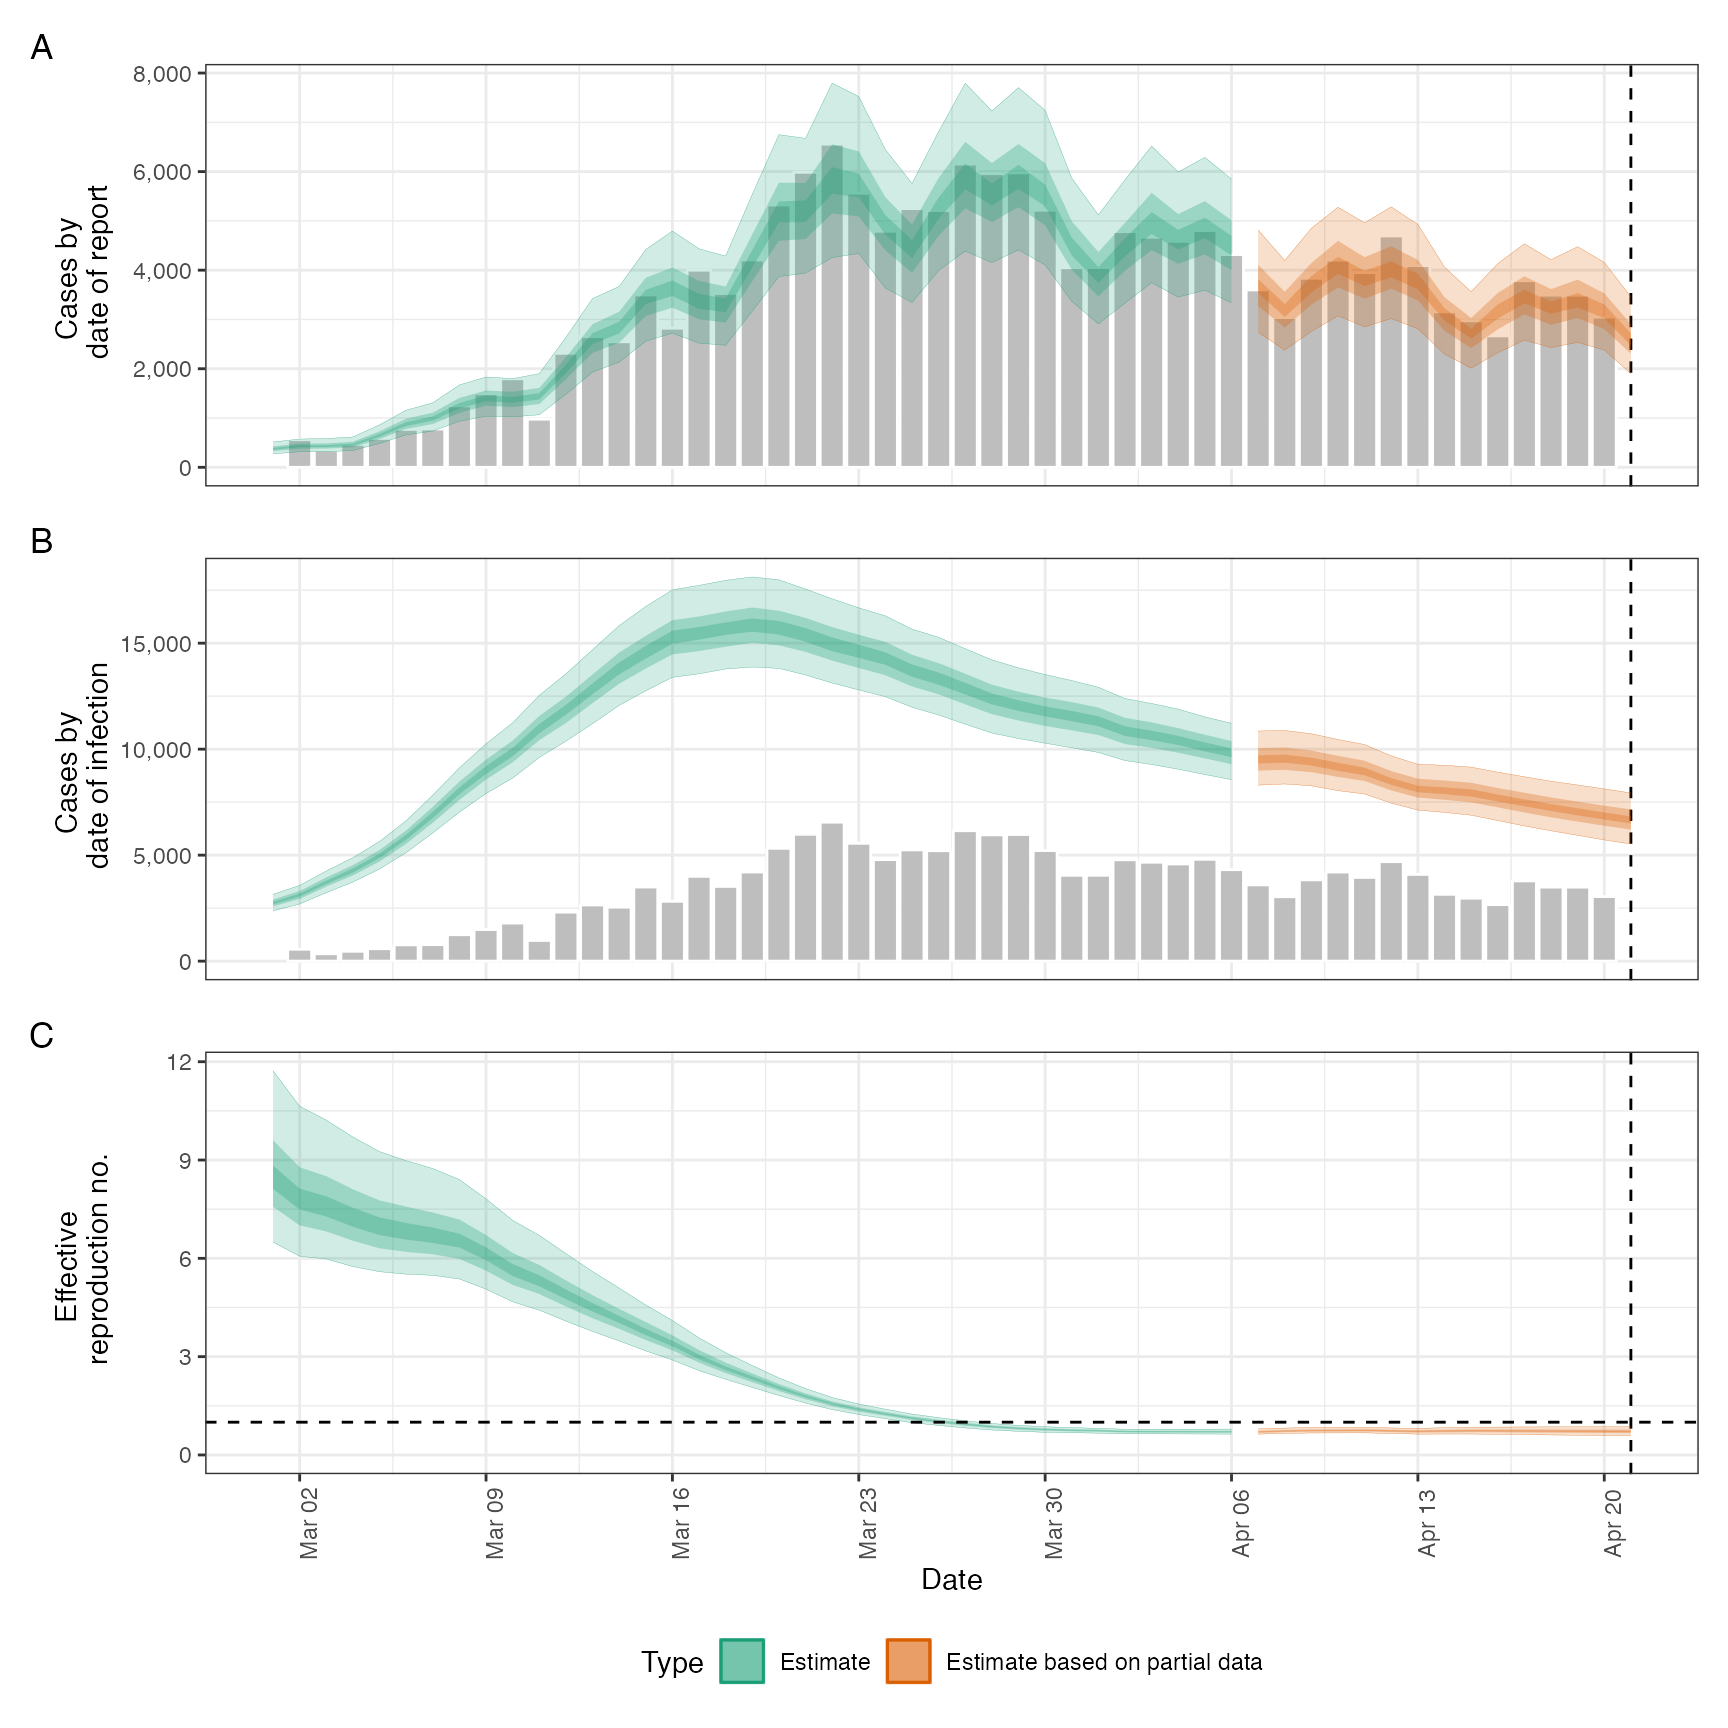 A
8,000
6,000
4,000
2,000
0
Cases by
date of report
B
15,000
10,000
5,000
0
Cases by
date of infection
C
12
9
6
3
0
Effective
reproduction no.
Mar 02
Mar 09
Mar 16
Mar 23
Mar 30
Apr 06
Apr 13
Apr 20
Date
Type
Estimate
Estimate based on partial data